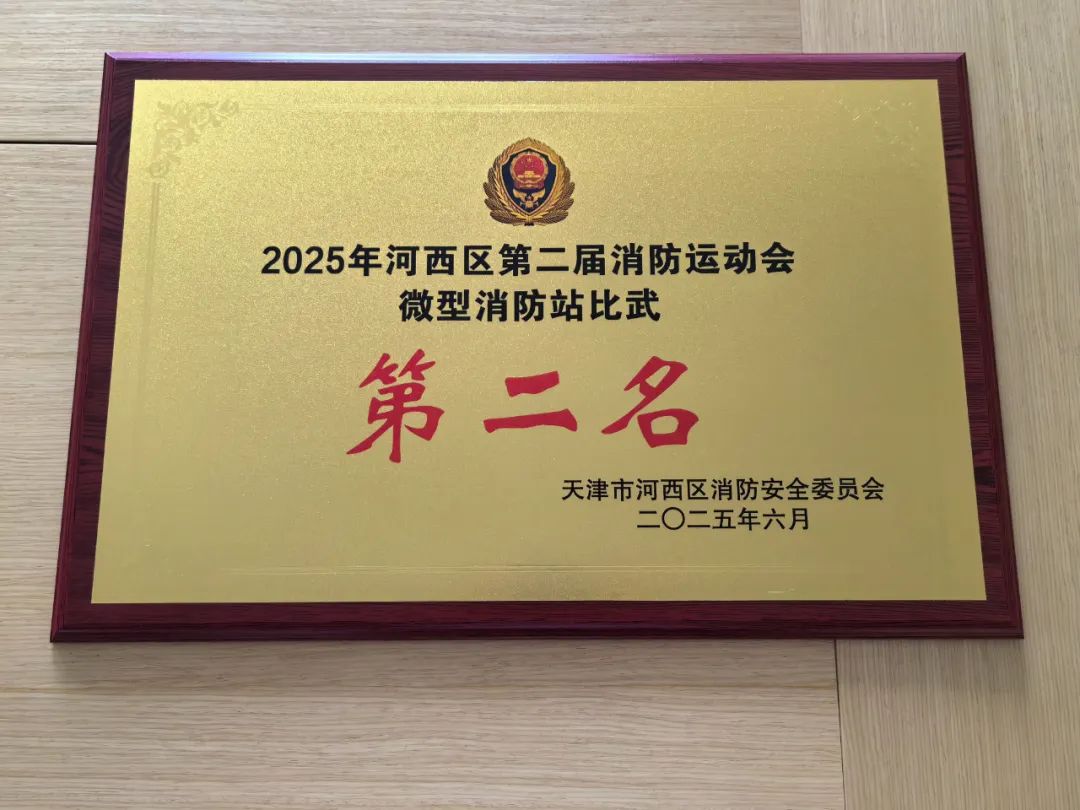 2025年河西区第二届消防运动会
微型消防站比武
第二名
天津市河西区消防安全委员会
二〇二五年六月